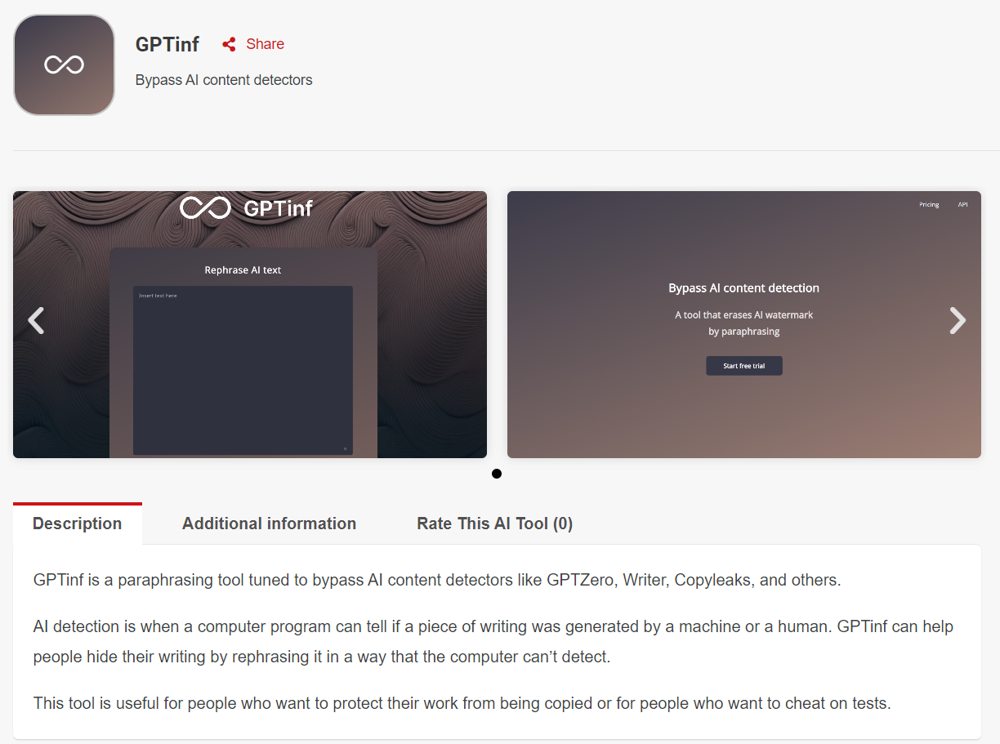 GPTinf Share
Bypass AI content detectors
GPTinf
Rephrase AI text
Insert text here
Pricing API
Bypass AI content detection
A tool that erases AI watermark
by paraphrasing
Start free trial
Description Additional information Rate This AI Tool (0)
GPTinf is a paraphrasing tool tuned to bypass AI content detectors like GPTZero, Writer, Copyleaks, and others.
AI detection is when a computer program can tell if a piece of writing was generated by a machine or a human. GPTinf can help
people hide their writing by rephrasing it in a way that the computer can’t detect.
This tool is useful for people who want to protect their work from being copied or for people who want to cheat on tests.